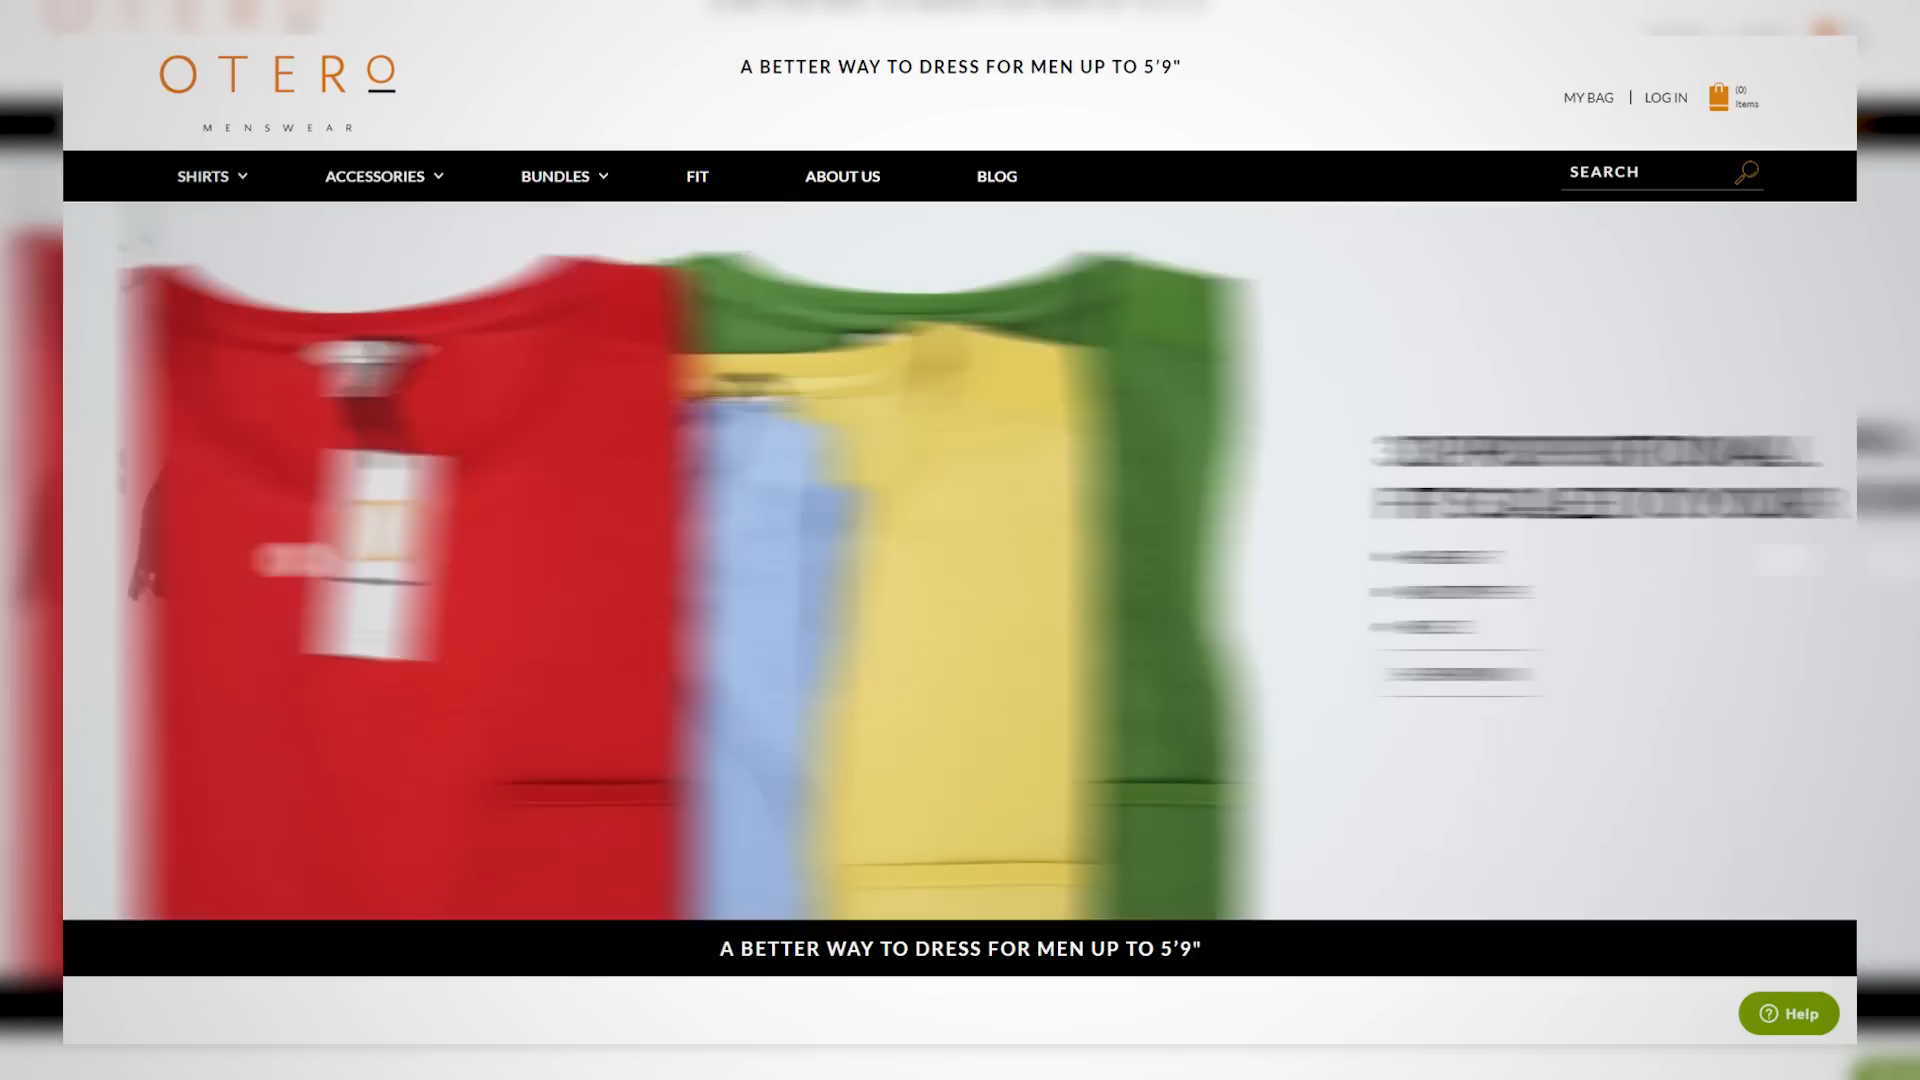 OTERO
MENSWEAR
A BETTER WAY TO DRESS FOR MEN UP TO 5'9"
MY BAG | LOG IN
(0)
Items
SHIRTS
ACCESSORIES
BUNDLES
FIT
ABOUT US
BLOG
SEARCH
A BETTER WAY TO DRESS FOR MEN UP TO 5'9"
Help